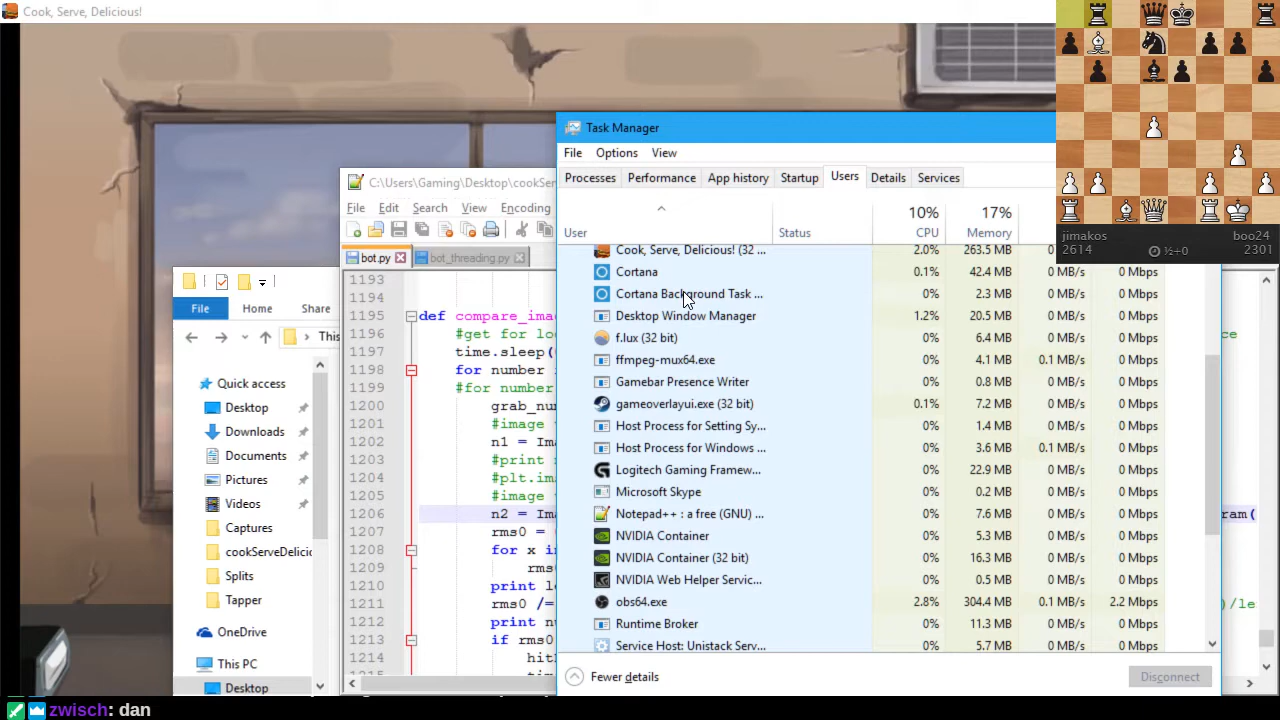 Cook, Serve, Delicious!
Task Manager
File Options View
Processes Performance App history Startup Users Details Services
10% 17%
User Status CPU Memory
Cook, Serve, Delicious! (32 ... 2.0% 263.5 MB
Cortana 0.1% 42.4 MB 0 MB/s 0 Mbps
Cortana Background Task ... 0% 2.3 MB 0 MB/s 0 Mbps
Desktop Window Manager 1.2% 20.5 MB 0 MB/s 0 Mbps
f.lux (32 bit) 0% 6.4 MB 0 MB/s 0 Mbps
ffmpeg-mux64.exe 0% 4.1 MB 0.1 MB/s 0 Mbps
Gamebar Presence Writer 0% 0.8 MB 0 MB/s 0 Mbps
gameoverlayui.exe (32 bit) 0.1% 7.2 MB 0 MB/s 0 Mbps
Host Process for Setting Sy... 0% 1.4 MB 0 MB/s 0 Mbps
Host Process for Windows ... 0% 3.6 MB 0.1 MB/s 0 Mbps
Logitech Gaming Framew... 0% 22.9 MB 0 MB/s 0 Mbps
Microsoft Skype 0% 0.2 MB 0 MB/s 0 Mbps
Notepad++ : a free (GNU) ... 0% 7.6 MB 0 MB/s 0 Mbps
NVIDIA Container 0% 5.3 MB 0 MB/s 0 Mbps
NVIDIA Container (32 bit) 0% 16.3 MB 0 MB/s 0 Mbps
NVIDIA Web Helper Servic... 0% 0.5 MB 0 MB/s 0 Mbps
obs64.exe 2.8% 304.4 MB 0.1 MB/s 2.2 Mbps
Runtime Broker 0% 11.3 MB 0 MB/s 0 Mbps
Service Host: Unistack Serv... 0% 5.7 MB 0 MB/s 0 Mbps
Fewer details
Disconnect
jimakos boo24
2614 ½+0 2301
C:\Users\Gaming\Desktop\cookSer
File Edit Search View Encoding
bot.py bot_threading.py
1193
1194
1195 def compare_ima
1196 #get for lo
1197 time.sleep(
1198 for number
1199 #for number
1200 grab_nu
1201 #image
1202 n1 = Ima
1203 #print
1204 #plt.im
1205 #image
1206 n2 = Ima ram(
1207 rms0 =
1208 for x in
1209 rms
1210 print l
1211 rms0 /= )/le
1212 print n
1213 if rms0
1214 hit
1215
File Home Share
This
Quick access
Desktop
Downloads
Documents
Pictures
Videos
Captures
cookServeDelicio
Splits
Tapper
OneDrive
This PC
Desktop
zwisch: dan